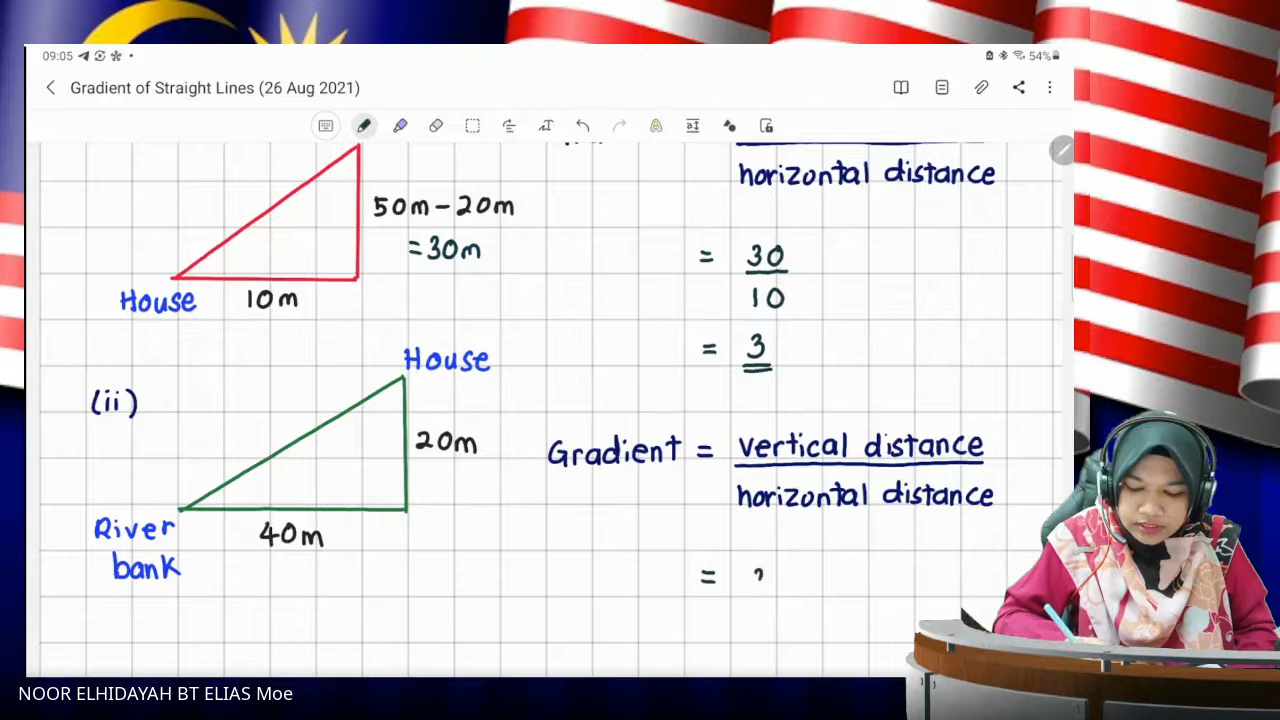 09:05
54%
Gradient of Straight Lines (26 Aug 2021)
horizontal distance
50m - 20m
= 30m
= 30
10
House
10m
= 3
House
(ii)
20m
Gradient = vertical distance
horizontal distance
River
bank
40m
=
NOOR ELHIDAYAH BT ELIAS Moe